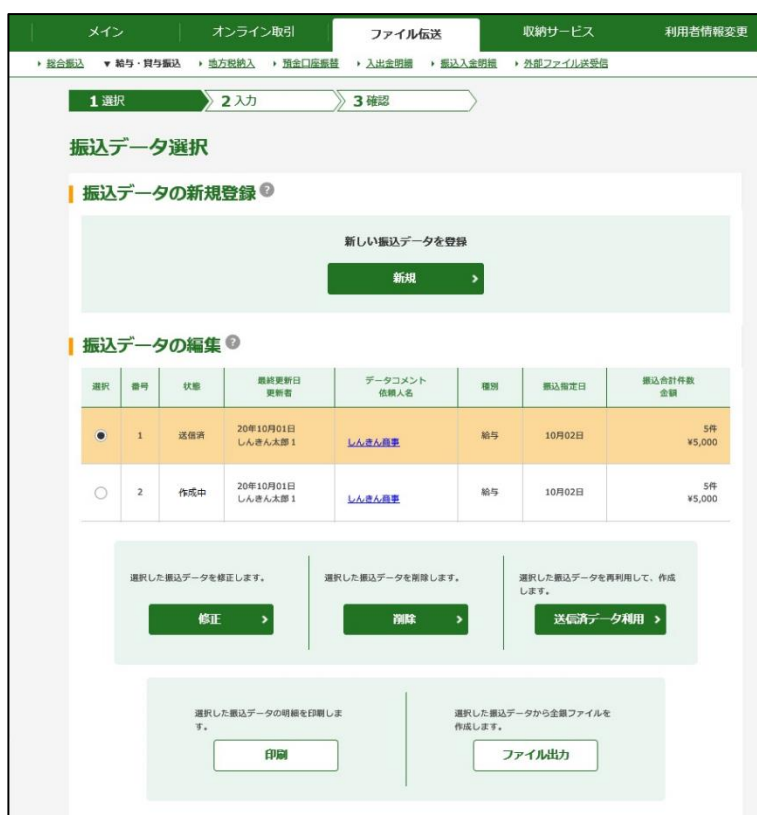 メイン オンライン取引 ファイル伝送 収納サービス 利用者情報変更
総合振込 給与・賞与振込 地方税納入 預金口座振替 入出金明細 振込入金明細 外部ファイル送受信
1 選択 2 入力 3 確認
振込データ選択
振込データの新規登録 ?
新しい振込データを登録
新規
振込データの編集 ?
選択 番号 状態 最終更新日 データコメント 種別 振込指定日 振込合計件数
更新者 依頼人名 金額
1 送信済 20年10月01日 給与 10月02日 5件
しんきん太郎1 しんきん商事 ¥5,000
2 作成中 20年10月01日 給与 10月02日 5件
しんきん太郎1 しんきん商事 ¥5,000
選択した振込データを修正します。 選択した振込データを削除します。 選択した振込データを再利用して、作成
します。
修正 削除 送信済データ利用
選択した振込データの明細を印刷しま 選択した振込データから全銀ファイルを
す。 作成します。
印刷 ファイル出力